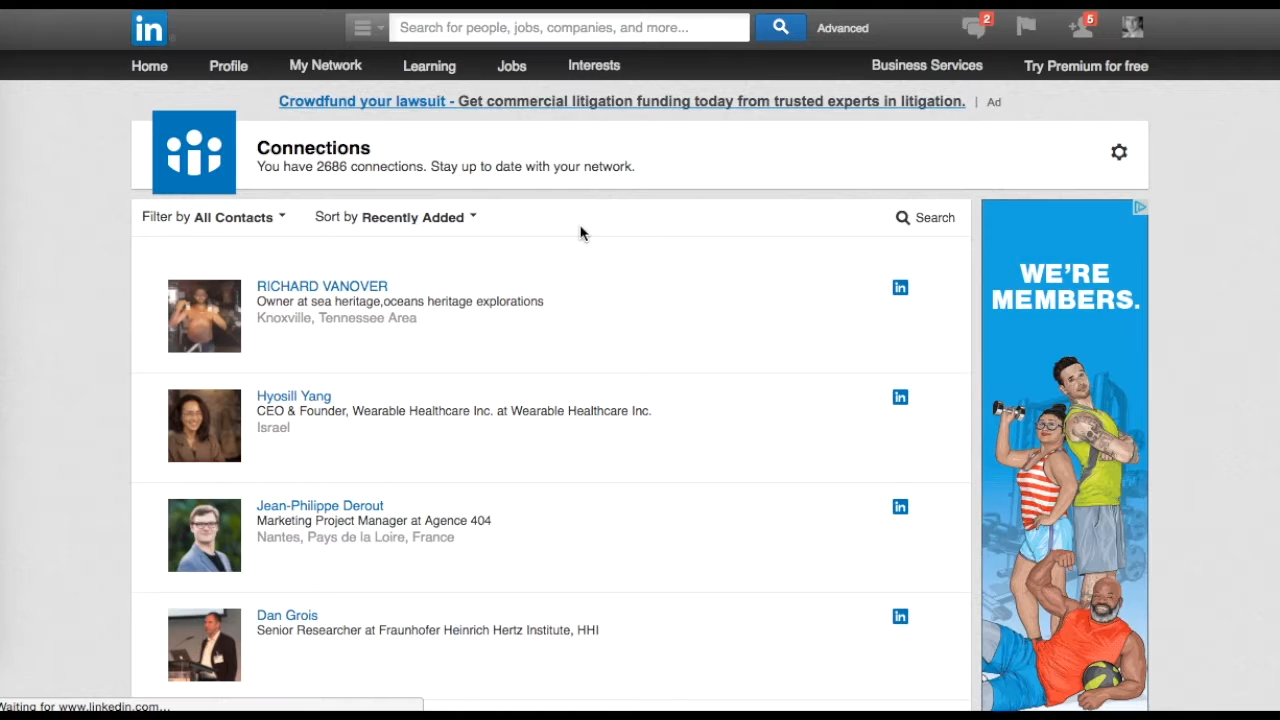 in
Search for people, jobs, companies, and more...
Advanced
2
5
Home
Profile
My Network
Learning
Jobs
Interests
Business Services
Try Premium for free
Crowdfund your lawsuit - Get commercial litigation funding today from trusted experts in litigation. | Ad
Connections
You have 2686 connections. Stay up to date with your network.
Filter by All Contacts
Sort by Recently Added
Search
RICHARD VANOVER
Owner at sea heritage,oceans heritage explorations
Knoxville, Tennessee Area
in
Hyosill Yang
CEO & Founder, Wearable Healthcare Inc. at Wearable Healthcare Inc.
Israel
in
Jean-Philippe Derout
Marketing Project Manager at Agence 404
Nantes, Pays de la Loire, France
in
Dan Grois
Senior Researcher at Fraunhofer Heinrich Hertz Institute, HHI
in
WE'RE
MEMBERS.
Waiting for www.linkedin.com...